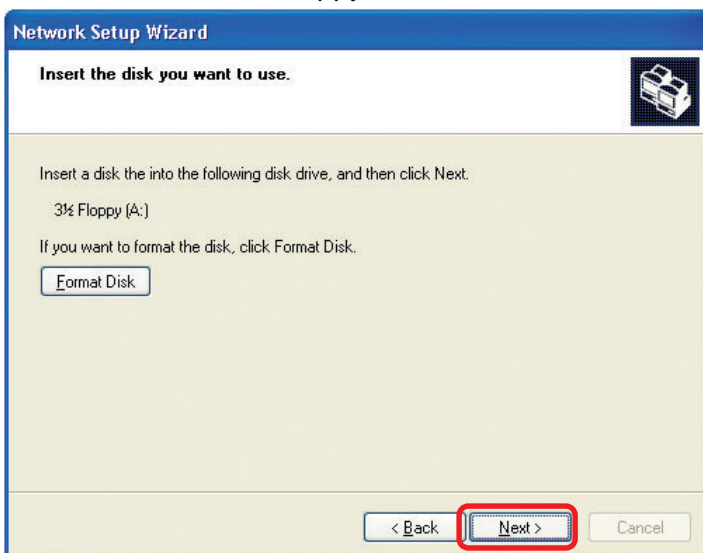 Network Setup Wizard
Insert the disk you want to use.
Insert a disk the into the following disk drive, and then click Next.
3½ Floppy (A:)
If you want to format the disk, click Format Disk.
Format Disk
< Back
Next >
Cancel